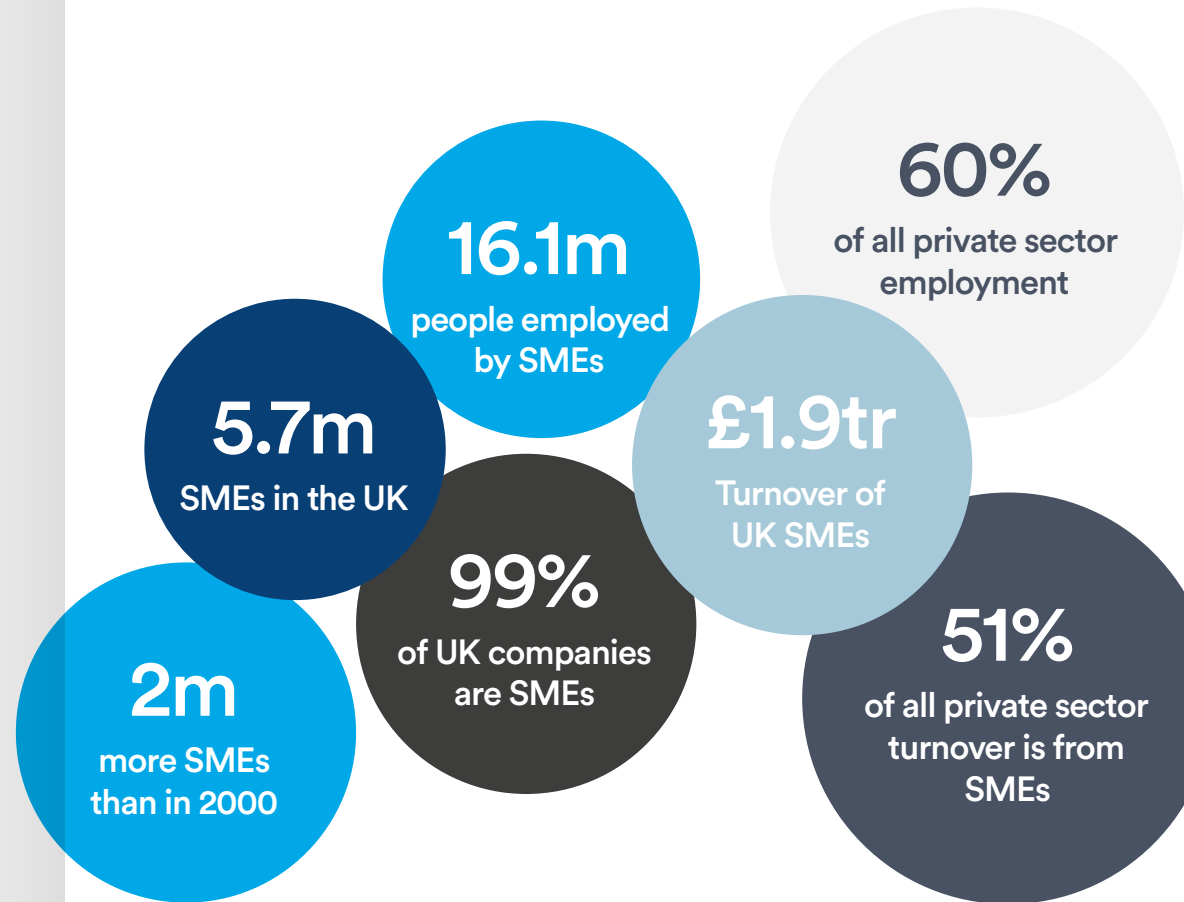 60%
of all private sector
employment
16.1m
people employed
by SMEs
5.7m
SMEs in the UK
£1.9tr
Turnover of
UK SMEs
99%
of UK companies
are SMEs
51%
of all private sector
turnover is from
SMEs
2m
more SMEs
than in 2000